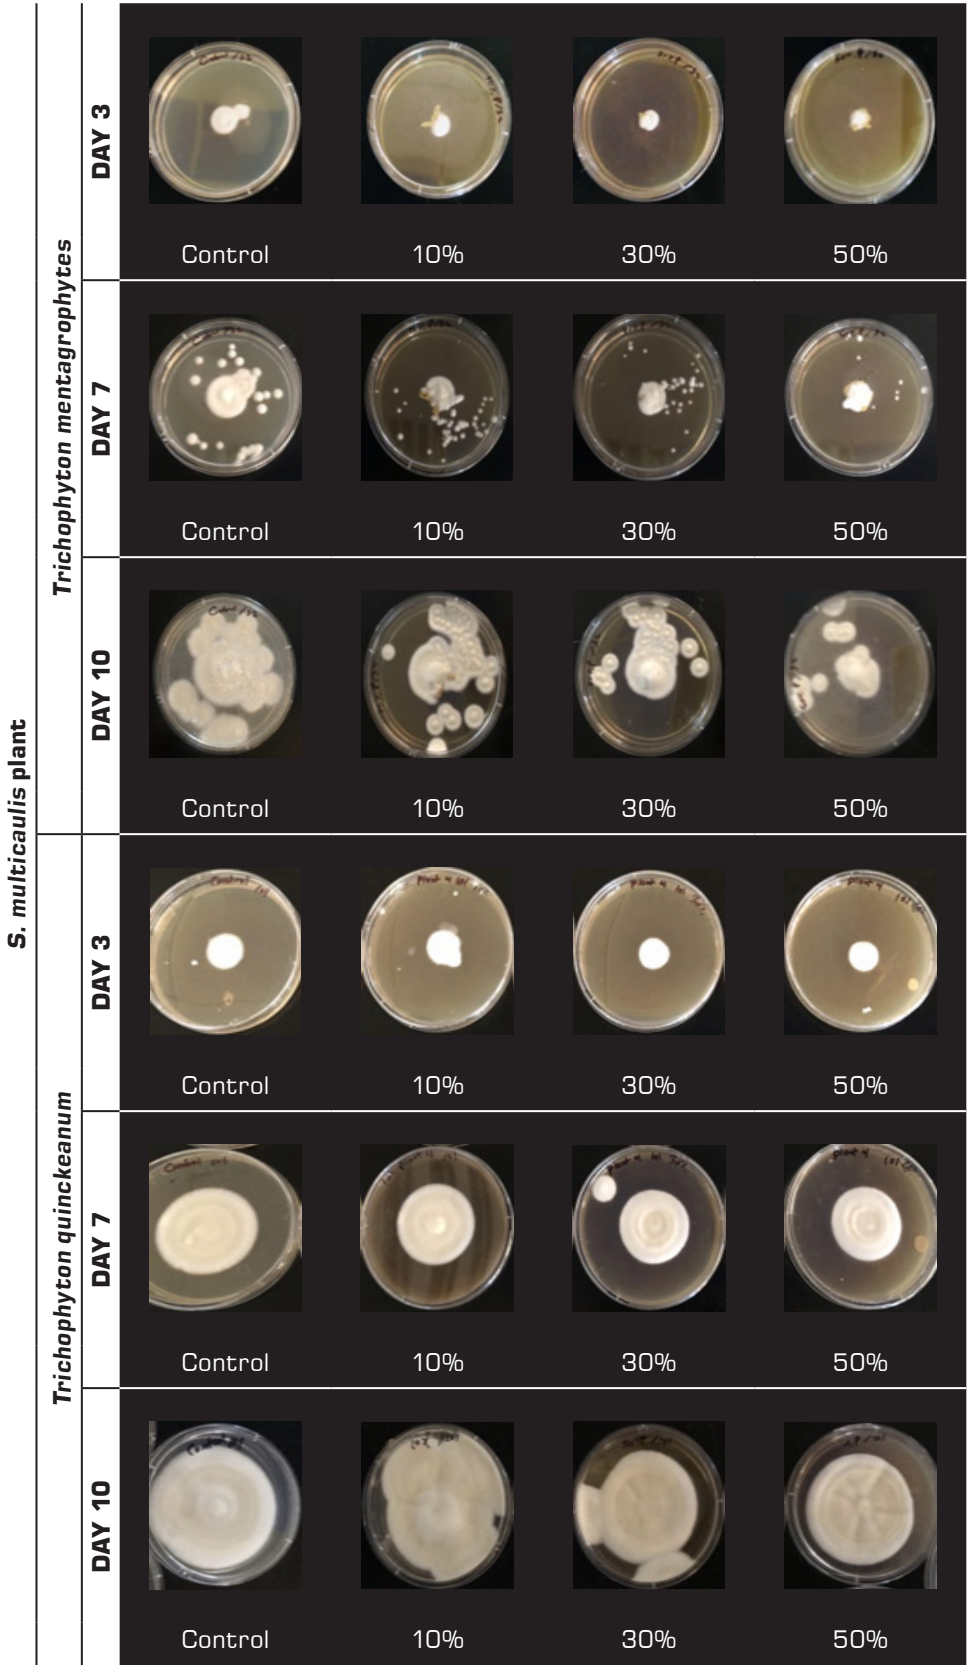 S. multicaulis plant
Trichophyton mentagrophytes
DAY 3
Control 10% 30% 50%
DAY 7
Control 10% 30% 50%
DAY 10
Control 10% 30% 50%
Trichophyton quinckeanum
DAY 3
Control 10% 30% 50%
DAY 7
Control 10% 30% 50%
DAY 10
Control 10% 30% 50%